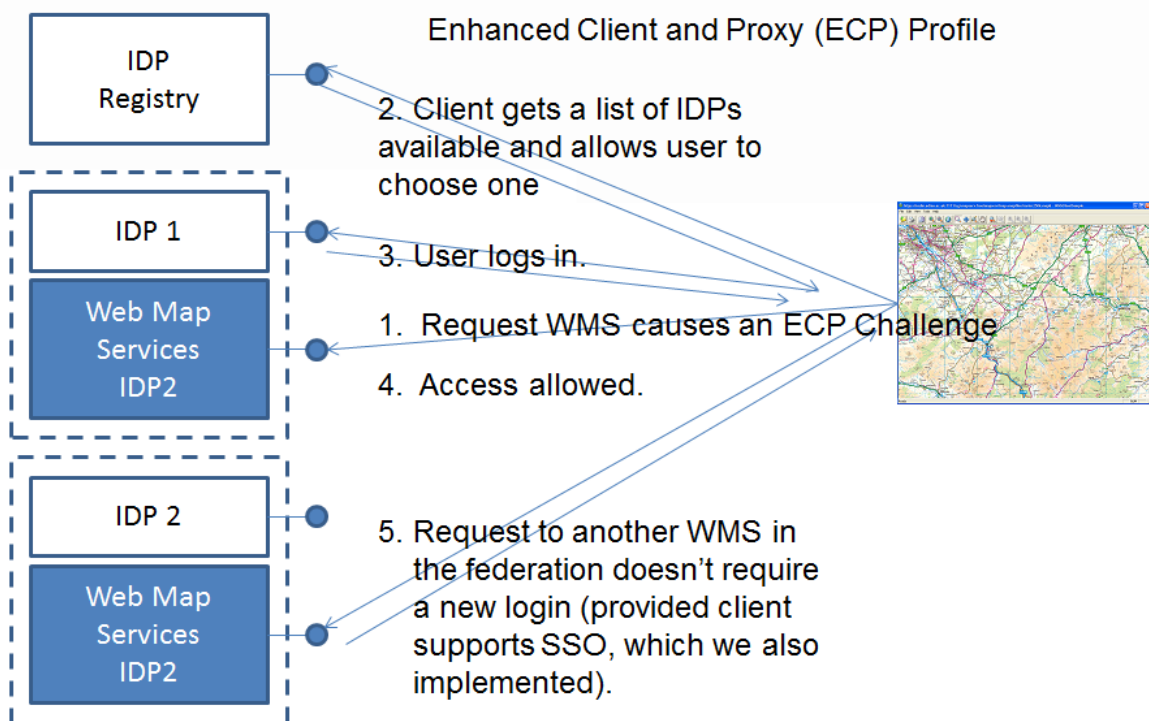 Enhanced Client and Proxy (ECP) Profile
IDP
Registry
2. Client gets a list of IDPs
available and allows user to
choose one
IDP 1
3. User logs in.
Web Map
Services
IDP2
1. Request WMS causes an ECP Challenge
4. Access allowed.
IDP 2
Web Map
Services
IDP2
5. Request to another WMS in
the federation doesn't require
a new login (provided client
supports SSO, which we also
implemented).